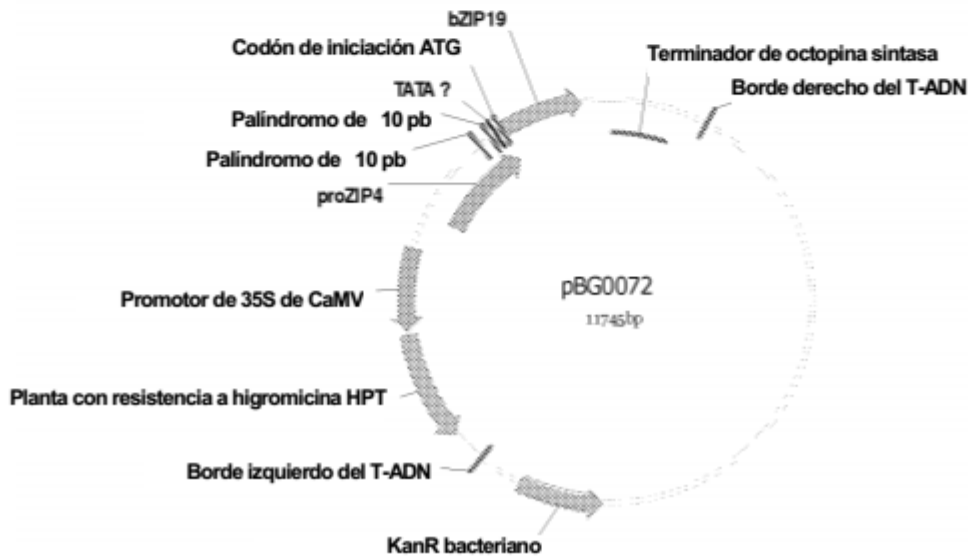 bZIP19
Codón de iniciación ATG
Terminador de octopina sintasa
TATA ?
Borde derecho del T-ADN
Palíndromo de 10 pb
Palíndromo de 10 pb
proZIP4
pBG0072
11745bp
Promotor de 35S de CaMV
Planta con resistencia a higromicina HPT
Borde izquierdo del T-ADN
KanR bacteriano